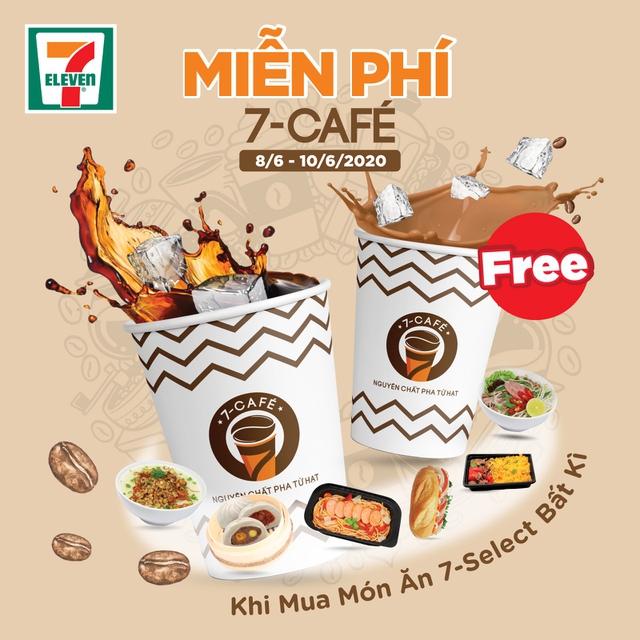 7
ELEVEN
MIỄN PHÍ
7-CAFÉ
8/6 - 10/6/2020
Free
7-CAFÉ
NGUYÊN CHẤT PHA TỪ HẠT
7-CAFÉ
NGUYÊN CHẤT PHA TỪ HẠT
Khi Mua Món Ăn 7-Select Bất Kì